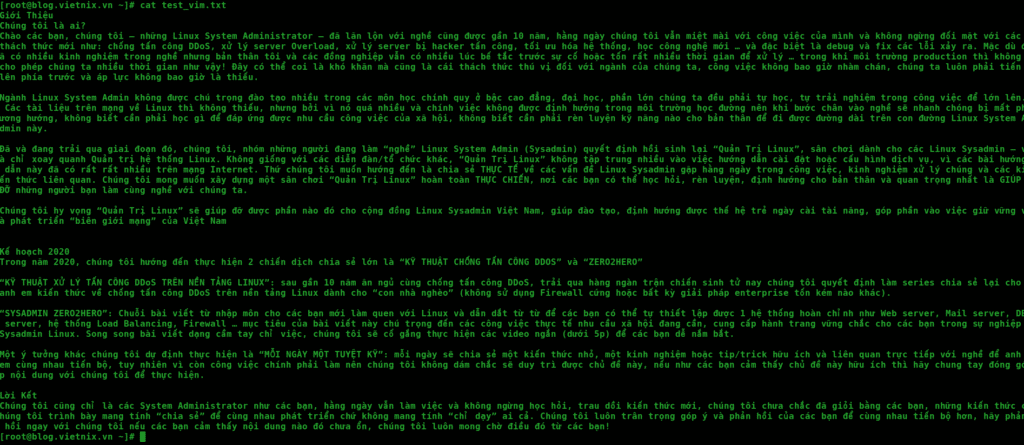 [root@blog.vietnix.vn ~]# cat test_vim.txt
Giới Thiệu
Chúng tôi là ai?
Chào các bạn, chúng tôi – những Linux System Administrator – đã lăn lộn với nghề cũng được gần 10 năm, hằng ngày chúng tôi vẫn miệt mài với công việc của mình và không ngừng đối mặt với các
thách thức mới như: chống tấn công DDoS, xử lý server Overload, xử lý server bị hacker tấn công, tối ưu hóa hệ thống, học công nghệ mới … và đặc biệt là debug và fix các lỗi xảy ra. Mặc dù đ
ã có nhiều kinh nghiệm trong nghề nhưng bản thân tôi và các đồng nghiệp vẫn có nhiều lúc bế tắc trước sự cố hoặc tốn rất nhiều thời gian để xử lý … trong khi môi trường production thì không
cho phép chúng ta nhiều thời gian như vậy! Đây có thể coi là khó khăn mà cũng là cái thách thức thú vị đối với ngành của chúng ta, công việc không bao giờ nhàm chán, chúng ta luôn phải tiến
lên phía trước và áp lực không bao giờ là thiếu.
Ngành Linux System Admin không được chú trọng đào tạo nhiều trong các môn học chính quy ở bậc cao đẳng, đại học, phần lớn chúng ta đều phải tự học, tự trải nghiệm trong công việc để lớn lên.
Các tài liệu trên mạng về Linux thì không thiếu, nhưng bởi vì nó quá nhiều và chính việc không được định hướng trong môi trường học đường nên khi bước chân vào nghề sẽ nhanh chóng bị mất ph
ương hướng, không biết cần phải học gì để đáp ứng được nhu cầu công việc của xã hội, không biết cần phải rèn luyện kỹ năng nào cho bản thân để đi được đường dài trên con đường Linux System A
dmin này.
Đã và đang trải qua giai đoạn đó, chúng tôi, nhóm những người đang làm “nghề” Linux System Admin (Sysadmin) quyết định hồi sinh lại “Quản Trị Linux”, sân chơi dành cho các Linux Sysadmin – v
à chỉ xoay quanh Quản trị hệ thống Linux. Không giống với các diễn đàn/tổ chức khác, “Quản Trị Linux” không tập trung nhiều vào việc hướng dẫn cài đặt hoặc cấu hình dịch vụ, vì các bài hướng
dẫn này đã có rất rất nhiều trên mạng Internet. Thứ chúng tôi muốn hướng đến là chia sẻ THỰC TẾ về các vấn đề Linux Sysadmin gặp hàng ngày trong công việc, kinh nghiệm xử lý chúng và các ki
ến thức liên quan. Chúng tôi mong muốn xây dựng một sân chơi “Quản Trị Linux” hoàn toàn THỰC CHIẾN, nơi các bạn có thể học hỏi, rèn luyện, định hướng cho bản thân và quan trọng nhất là GIÚP
ĐỠ những người bạn làm cùng nghề với chúng ta.
Chúng tôi hy vọng “Quản Trị Linux” sẽ giúp đỡ được phần nào đó cho cộng đồng Linux Sysadmin Việt Nam, giúp đào tạo, định hướng được thế hệ trẻ ngày cài tài năng, góp phần vào việc giữ vững v
à phát triển “biên giới mạng” của Việt Nam
Kế hoạch 2020
Trong năm 2020, chúng tôi hướng đến thực hiện 2 chiến dịch chia sẻ lớn là “KỸ THUẬT CHỐNG TẤN CÔNG DDOS” và “ZERO2HERO”
“KỸ THUẬT XỬ LÝ TẤN CÔNG DDoS TRÊN NỀN TẢNG LINUX”: sau gần 10 năm ăn ngủ cùng chống tấn công DDoS, trải qua hàng ngàn trận chiến sinh tử nay chúng tôi quyết định làm series chia sẻ lại cho
anh em kiến thức về chống tấn công DDoS trên nền tảng Linux dành cho “con nhà nghèo” (không sử dụng Firewall cứng hoặc bất kỳ giải pháp enterprise tốn kém nào khác).
“SYSADMIN ZERO2HERO”: Chuỗi bài viết từ nhập môn cho các bạn mới làm quen với Linux và dẫn dắt từ từ để các bạn có thể tự thiết lập được 1 hệ thống hoàn chỉnh như Web server, Mail server, DB
server, hệ thống Load Balancing, Firewall … mục tiêu của bài viết này chú trọng đến các công việc thực tế nhu cầu xã hội đang cần, cung cấp hành trang vững chắc cho các bạn trong sự nghiệp
Sysadmin Linux. Song song bài viết dạng cầm tay chỉ việc, chúng tôi sẽ cố gắng thực hiện các video ngắn (dưới 5p) để các bạn dễ nắm bắt.
Một ý tưởng khác chúng tôi dự định thực hiện là “MỖI NGÀY MỘT TUYỆT KỸ”: mỗi ngày sẽ chia sẻ một kiến thức nhỏ, một kinh nghiệm hoặc tip/trick hữu ích và liên quan trực tiếp với nghề để anh
em cùng nhau tiến bộ, tuy nhiên vì còn công việc chính phải làm nên chúng tôi không dám chắc sẽ duy trì được chủ đề này, nếu như các bạn cảm thấy chủ đề này hữu ích thì hãy chung tay đóng gó
p nội dung với chúng tôi để thực hiện.
Lời Kết
Chúng tôi cũng chỉ là các System Administrator như các bạn, hằng ngày vẫn làm việc và không ngừng học hỏi, trau dồi kiến thức mới, chúng tôi chưa chắc đã giỏi bằng các bạn, những kiến thức c
húng tôi trình bày mang tính “chia sẻ” để cùng nhau phát triển chứ không mang tính “chỉ dạy” ai cả. Chúng tôi luôn trân trọng góp ý và phản hồi của các bạn để cùng nhau tiến bộ hơn, hãy phản
hồi ngay với chúng tôi nếu các bạn cảm thấy nội dung nào đó chưa ổn, chúng tôi luôn mong chờ điều đó từ các bạn!
[root@blog.vietnix.vn ~]#